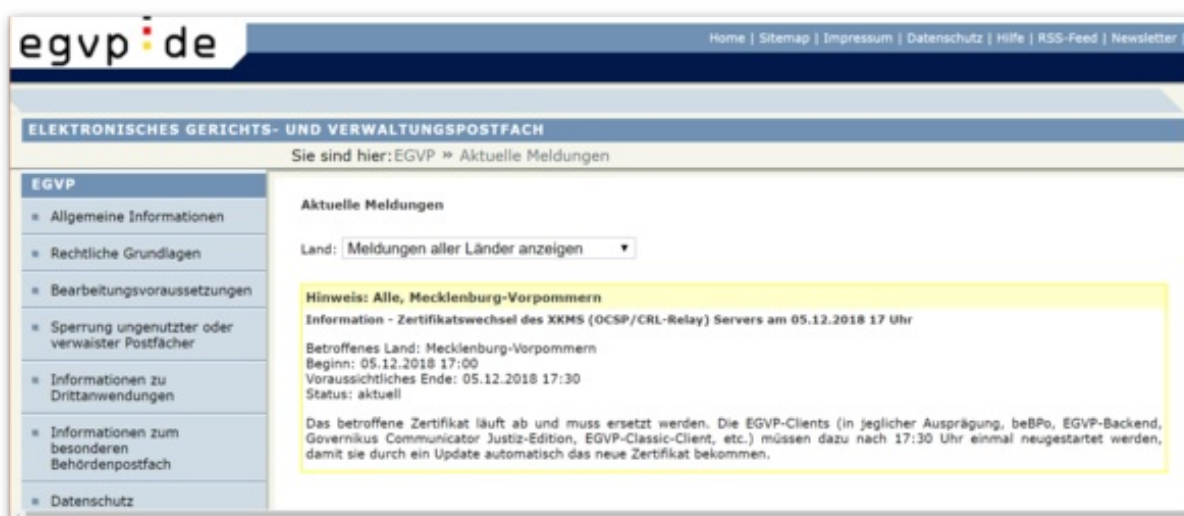 egvp de
Home | Sitemap | Impressum | Datenschutz | Hilfe | RSS-Feed | Newsletter |
ELEKTRONISCHES GERICHTS- UND VERWALTUNGSPOSTFACH
Sie sind hier: EGVP » Aktuelle Meldungen
EGVP
Allgemeine Informationen
Rechtliche Grundlagen
Bearbeitungsvoraussetzungen
Sperrung ungenutzter oder
verwaister Postfächer
Informationen zu
Drittanwendungen
Informationen zum
besonderen
Behördenpostfach
Datenschutz
Aktuelle Meldungen
Land: Meldungen aller Länder anzeigen
Hinweis: Alle, Mecklenburg-Vorpommern
Information - Zertifikatswechsel des XKMS (OCSP/CRL-Relay) Servers am 05.12.2018 17 Uhr
Betroffenes Land: Mecklenburg-Vorpommern
Beginn: 05.12.2018 17:00
Voraussichtliches Ende: 05.12.2018 17:30
Status: aktuell
Das betroffene Zertifikat läuft ab und muss ersetzt werden. Die EGVP-Clients (in jeglicher Ausprägung, beBPo, EGVP-Backend,
Governikus Communicator Justiz-Edition, EGVP-Classic-Client, etc.) müssen dazu nach 17:30 Uhr einmal neugestartet werden,
damit sie durch ein Update automatisch das neue Zertifikat bekommen.